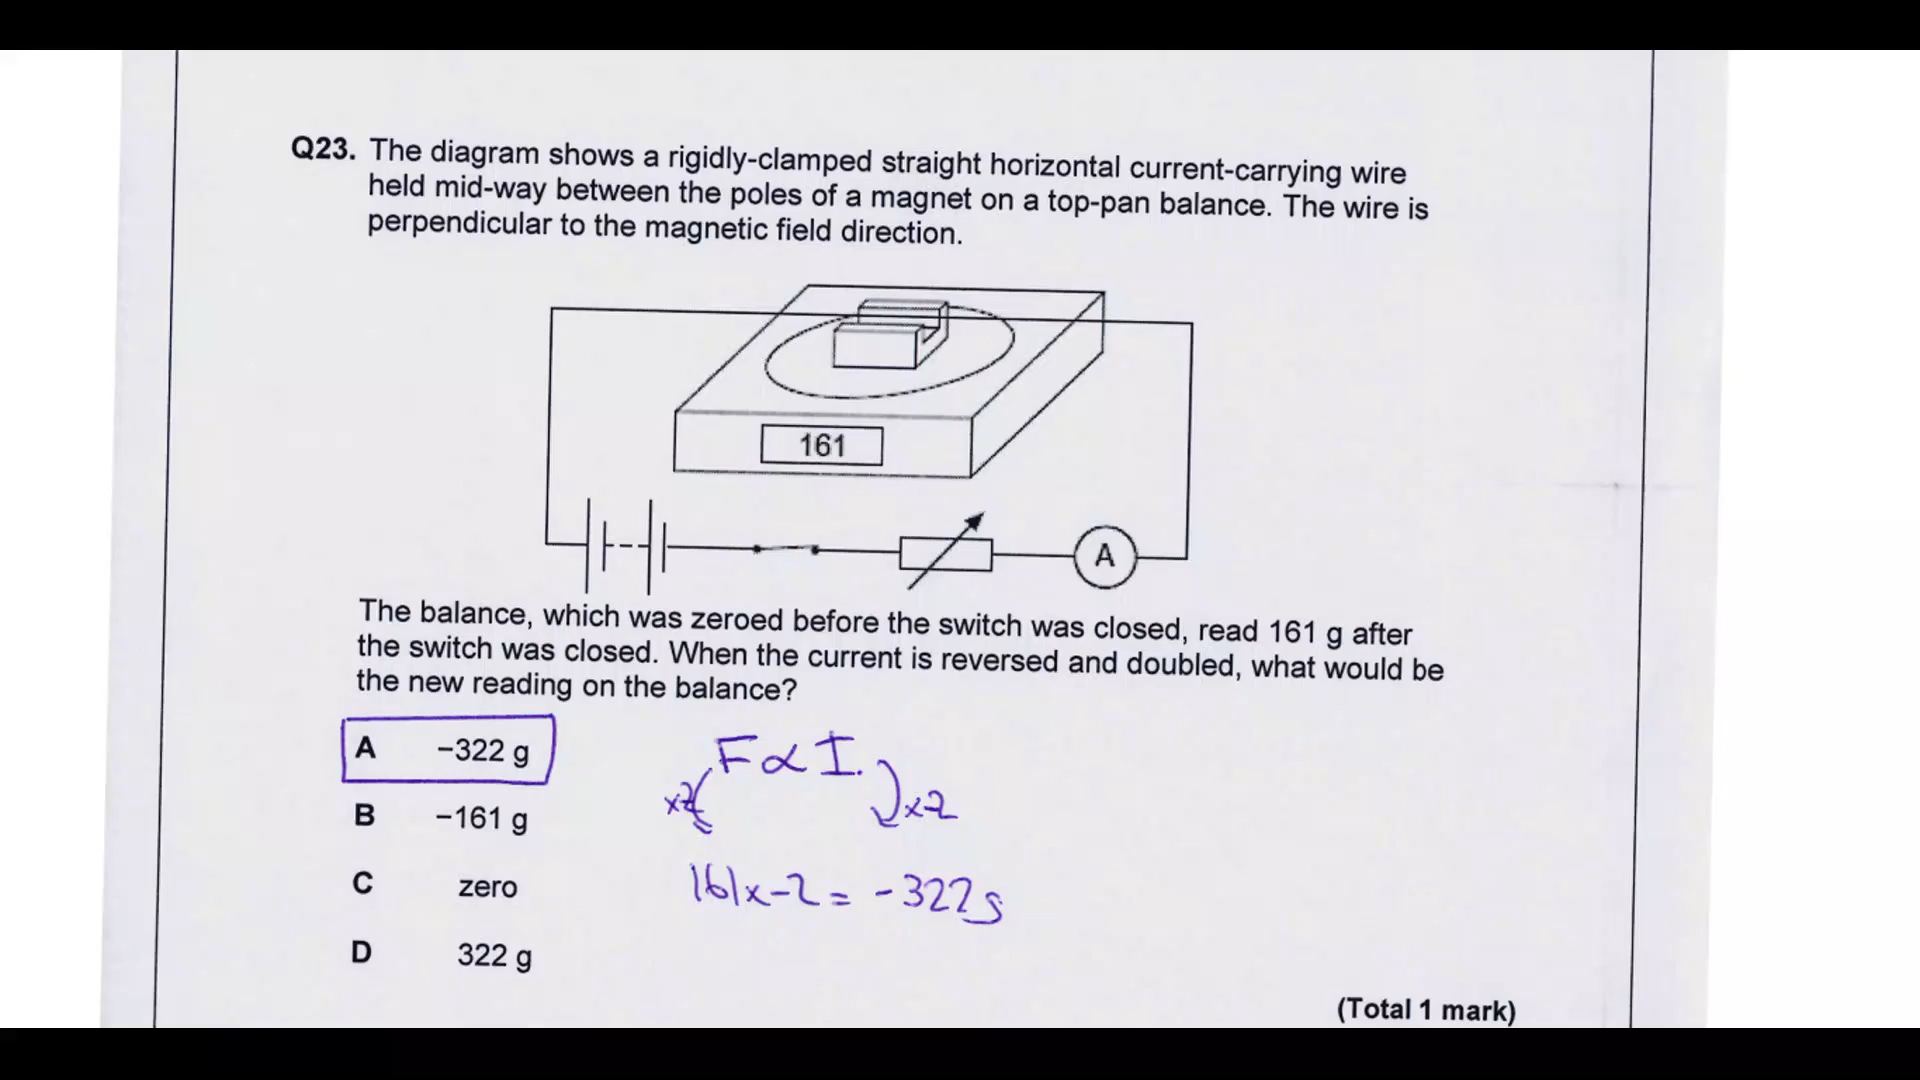 Q23. The diagram shows a rigidly-clamped straight horizontal current-carrying wire
held mid-way between the poles of a magnet on a top-pan balance. The wire is
perpendicular to the magnetic field direction.
161
A
The balance, which was zeroed before the switch was closed, read 161 g after
the switch was closed. When the current is reversed and doubled, what would be
the new reading on the balance?
A −322 g
F ∝ I.
×2 ×2
B −161 g
C zero
161 x -2 = -322g
D 322 g
(Total 1 mark)